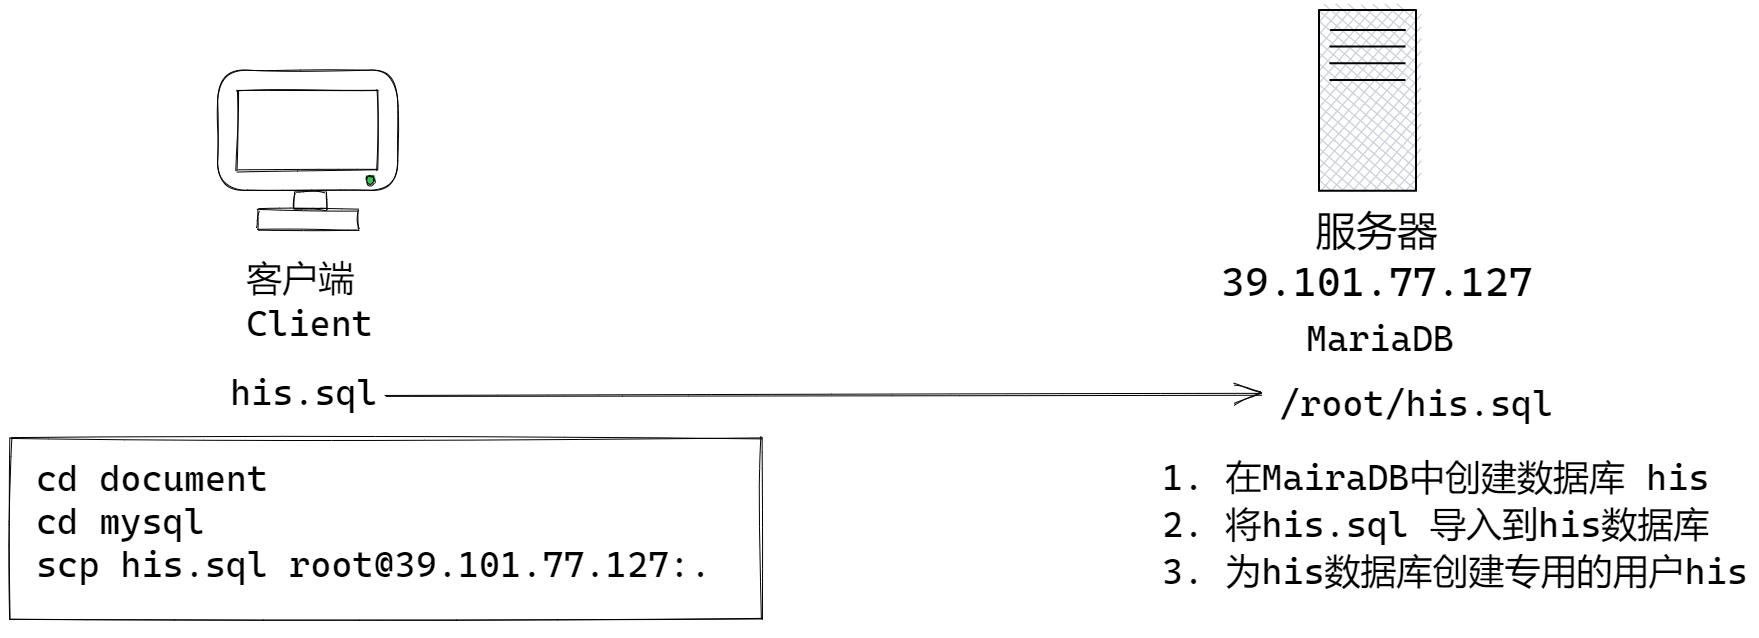 客户端
Client
his.sql
cd document
cd mysql
scp his.sql root@39.101.77.127:.
服务器
39.101.77.127
MariaDB
/root/his.sql
1. 在MairaDB中创建数据库 his
2. 将his.sql 导入到his数据库
3. 为his数据库创建专用的用户his